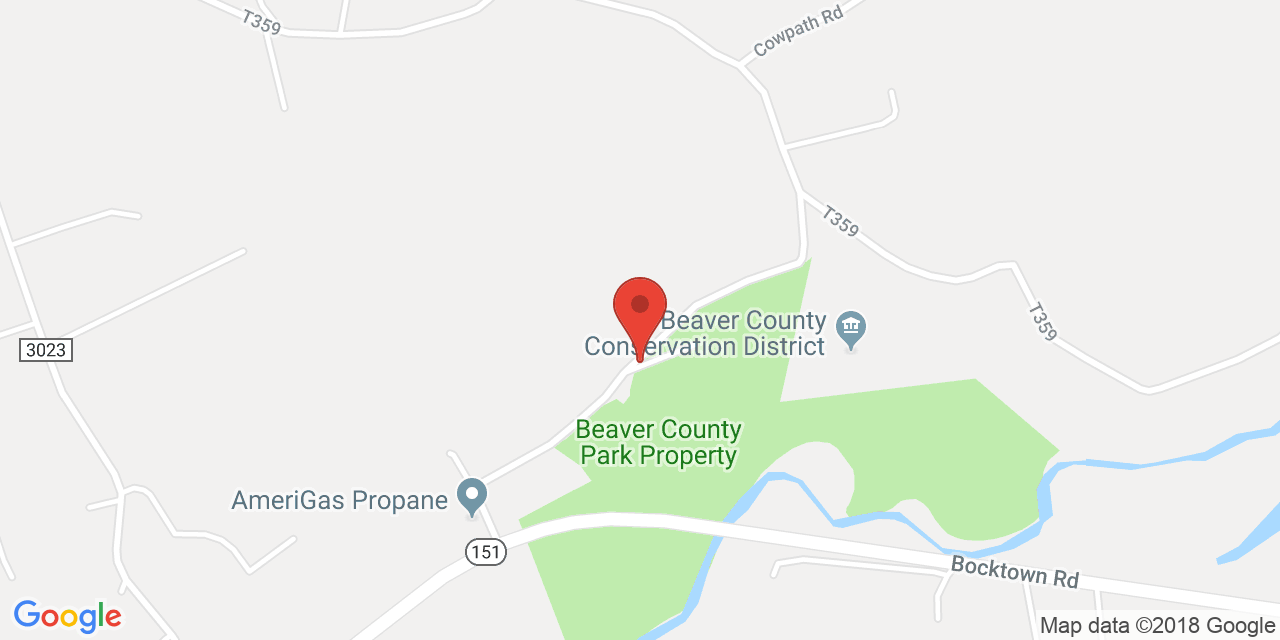 T359
Cowpath Rd
T359
T359
Beaver County
Conservation District
3023
Beaver County
Park Property
AmeriGas Propane
151
Bocktown Rd
Google
Map data ©2018 Google